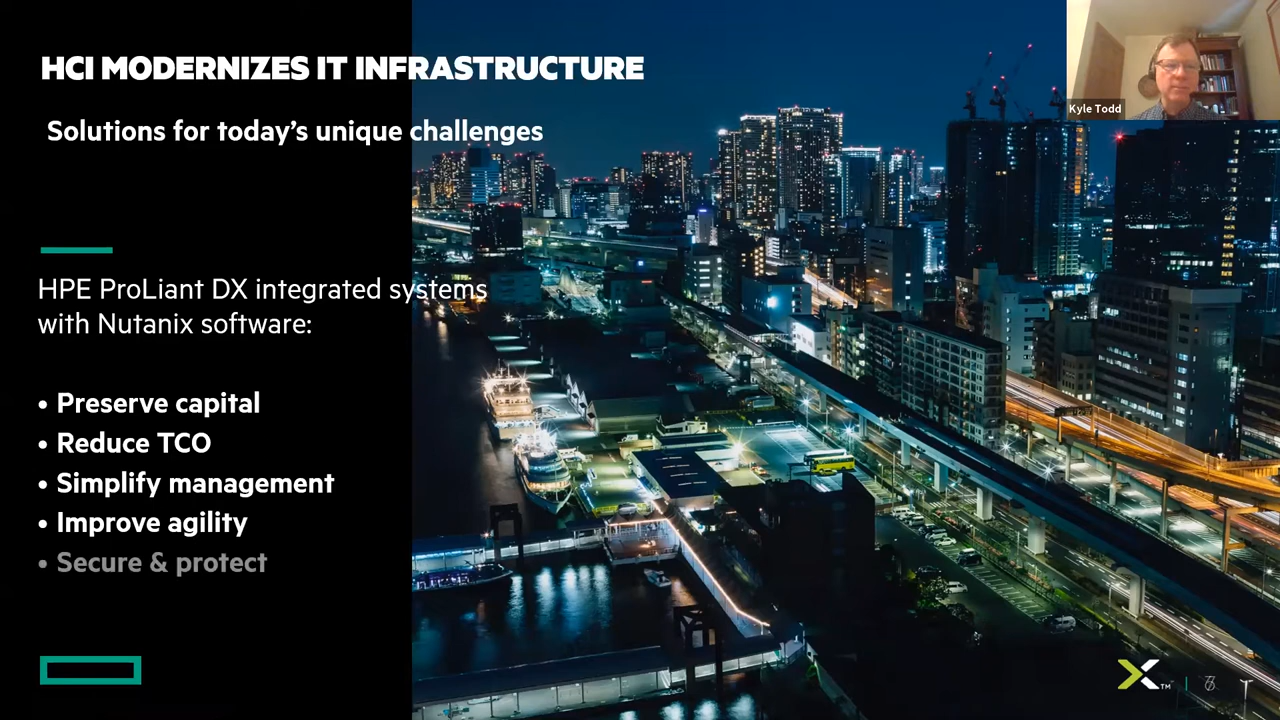 HCI MODERNIZES IT INFRASTRUCTURE
Kyle Todd
Solutions for today's unique challenges
HPE ProLiant DX integrated systems
with Nutanix software:
• Preserve capital
• Reduce TCO
• Simplify management
• Improve agility
• Secure & protect
TM